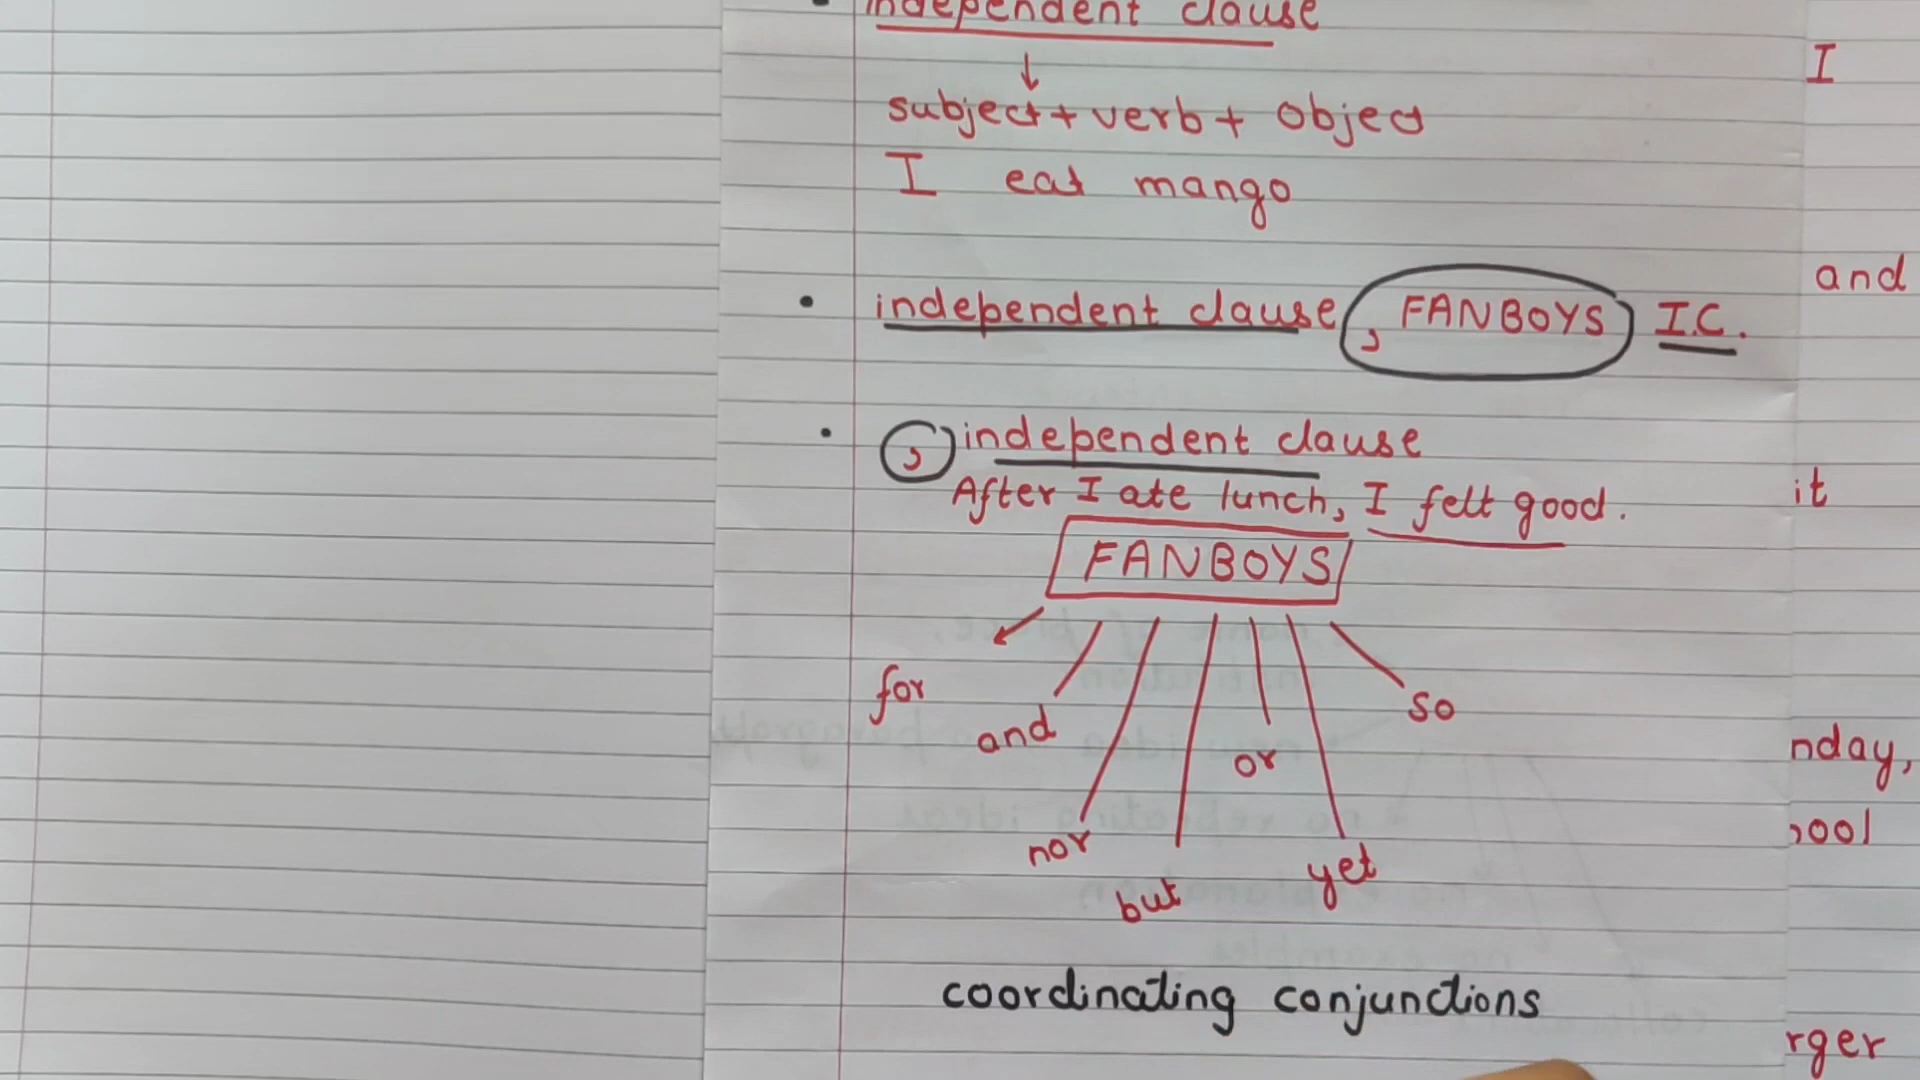 independent clause
↓
subject + verb + object
I eat mango
• independent clause, FANBOYS I.C.
• , independent clause
After I ate lunch, I felt good.
FANBOYS
for
and
nor
but
or
yet
so
coordinating conjunctions
I
and
it
nday,
ool
rger